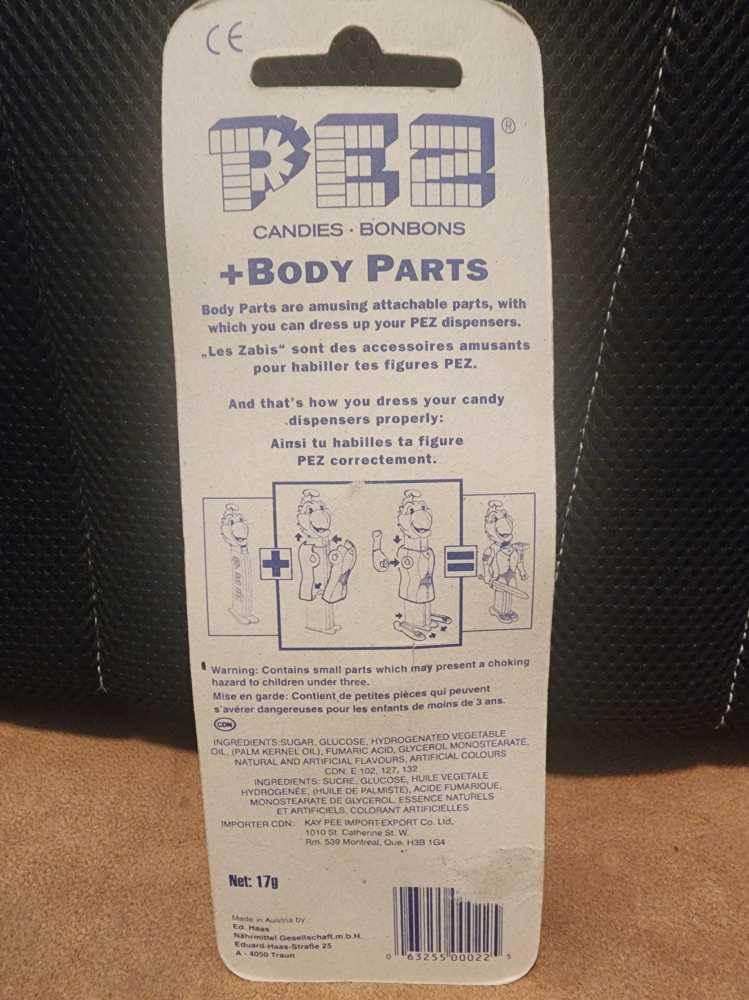 CE
PEZ®
CANDIES · BONBONS
+BODY PARTS
Body Parts are amusing attachable parts, with
which you can dress up your PEZ dispensers.
„Les Zabis“ sont des accessoires amusants
pour habiller tes figures PEZ.
And that's how you dress your candy
dispensers properly:
Ainsi tu habilles ta figure
PEZ correctement.
+ =
Warning: Contains small parts which may present a choking
hazard to children under three.
Mise en garde: Contient de petites pièces qui peuvent
s'avérer dangereuses pour les enfants de moins de 3 ans.
CDN
INGREDIENTS:SUGAR, GLUCOSE, HYDROGENATED VEGETABLE
OIL, (PALM KERNEL OIL), FUMARIC ACID, GLYCEROL MONOSTEARATE,
NATURAL AND ARTIFICIAL FLAVOURS, ARTIFICIAL COLOURS
CDN: E 102, 127, 132
INGREDIENTS: SUCRE, GLUCOSE, HUILE VEGETALE
HYDROGENÉE, (HUILE DE PALMISTE), ACIDE FUMARIQUE,
MONOSTEARATE DE GLYCEROL, ESSENCE NATURELS
ET ARTIFICIELS, COLORANT ARTIFICIELLES
IMPORTER CDN: KAY PEE IMPORT-EXPORT Co. Ltd,
1010 St. Catherine St. W.
Rm. 539 Montreal, Que. H3B 1G4
Net: 17g
Made in Austria by
Ed. Haas
Nährmittel Gesellschaft.m.b.H.
Eduard-Haas-Straße 25
A - 4050 Traun
0 63255 00022 5